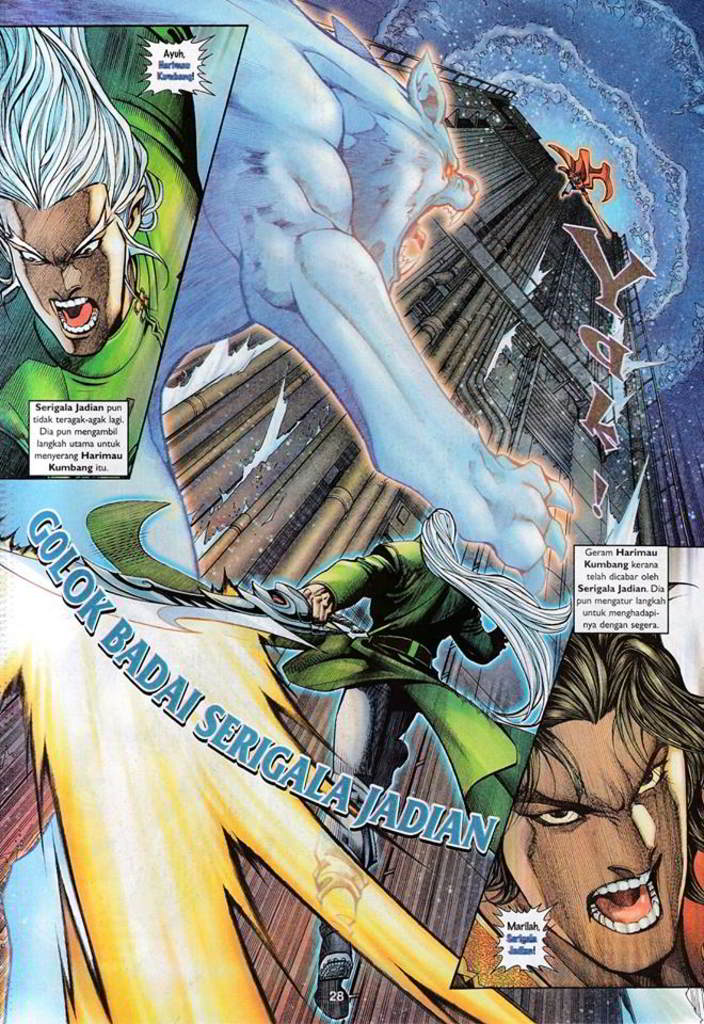 Ayuh,
Harimau
Kumbang!
Serigala Jadian pun
tidak teragak-agak lagi.
Dia pun mengambil
langkah utama untuk
menyerang Harimau
Kumbang itu.
Yak!
GOLOK BADAI SERIGALA JADIAN
Geram Harimau
Kumbang kerana
telah dicabar oleh
Serigala Jadian. Dia
pun mengatur langkah
untuk menghadapi-
nya dengan segera.
Marilah,
Serigala
Jadian!
28